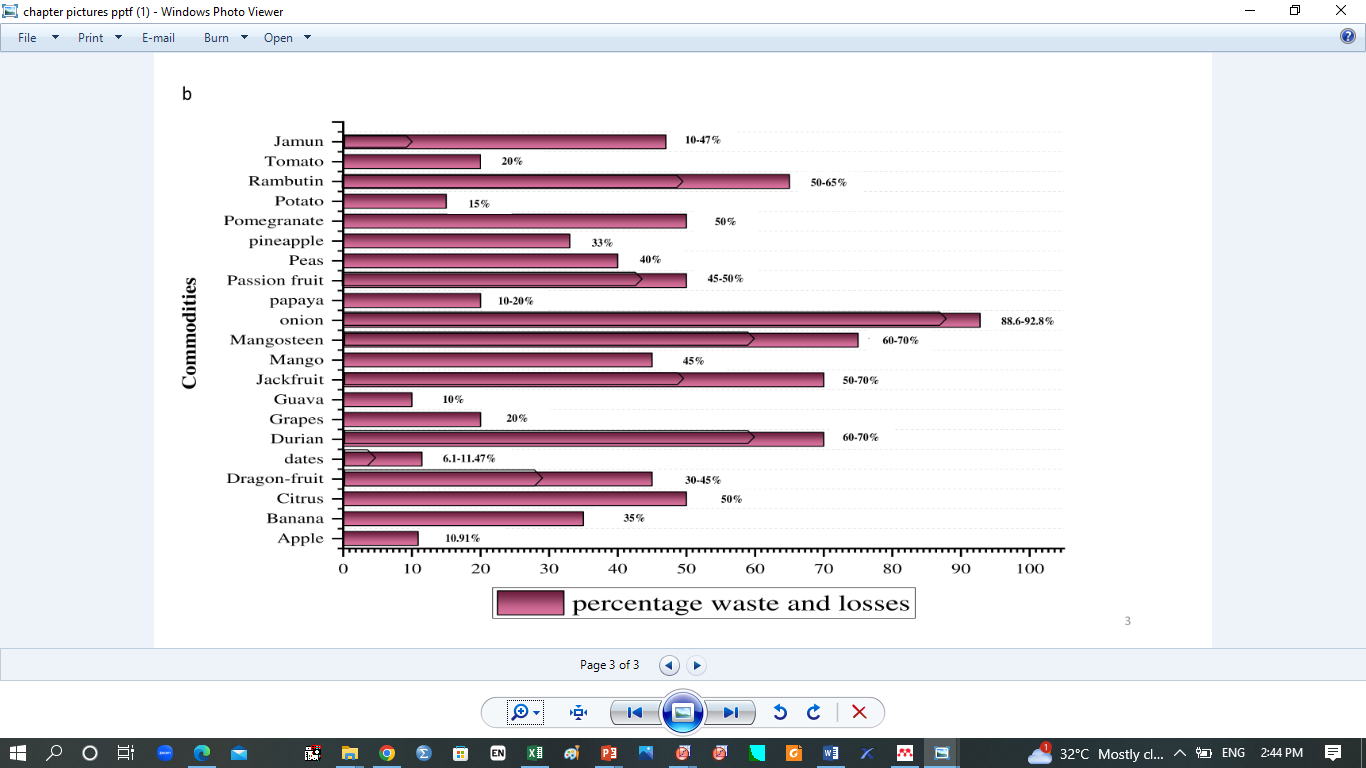 chapter pictures pptf (1) - Windows Photo Viewer
File Print E-mail Burn Open
b
Jamun 10-47%
Tomato 20%
Rambutin 50-65%
Potato 15%
Pomegranate 50%
pineapple 33%
Peas 40%
Passion fruit 45-50%
papaya 10-20%
onion 88.6-92.8%
Mangosteen 60-70%
Mango 45%
Jackfruit 50-70%
Guava 10%
Grapes 20%
Durian 60-70%
dates 6.1-11.47%
Dragon-fruit 30-45%
Citrus 50%
Banana 35%
Apple 10.91%
Commodities
0 10 20 30 40 50 60 70 80 90 100
percentage waste and losses
3
Page 3 of 3
32°C Mostly cl... ENG 2:44 PM